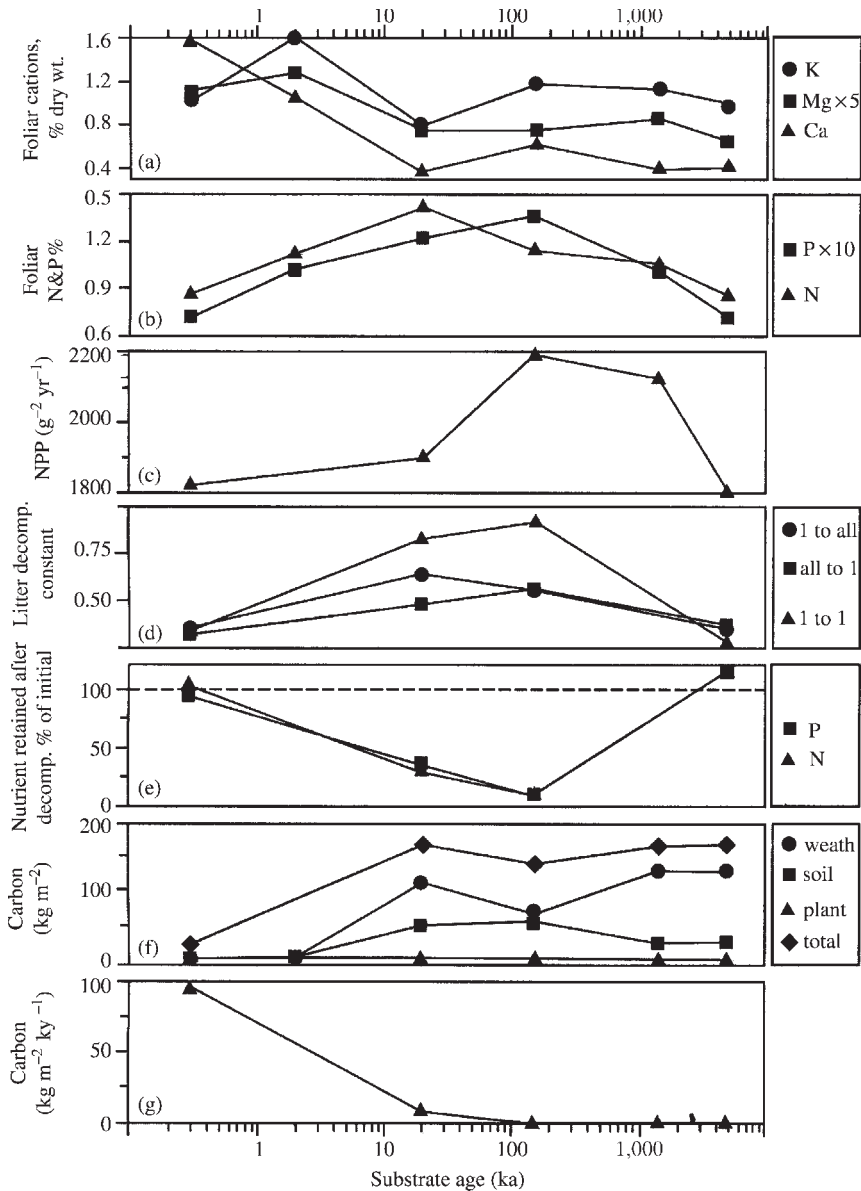 1 10 100 1,000
Foliar cations,
% dry wt.
1.6
1.2
0.8
0.4
(a)
K
Mg×5
Ca
Foliar
N&P%
0.5
1.2
0.9
0.6
(b)
P×10
N
NPP (g⁻² yr⁻¹)
2200
2000
1800
(c)
Litter decomp.
constant
0.75
0.50
(d)
1 to all
all to 1
1 to 1
Nutrient retained after
decomp. % of initial
100
50
0
(e)
P
N
Carbon
(kg m⁻²)
200
100
0
(f)
weath
soil
plant
total
Carbon
(kg m⁻² ky⁻¹)
100
50
0
(g)
1 10 100 1,000
Substrate age (ka)